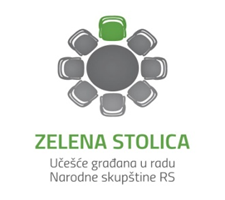 ZELENA STOLICA
Učešće građana u radu
Narodne skupštine RS